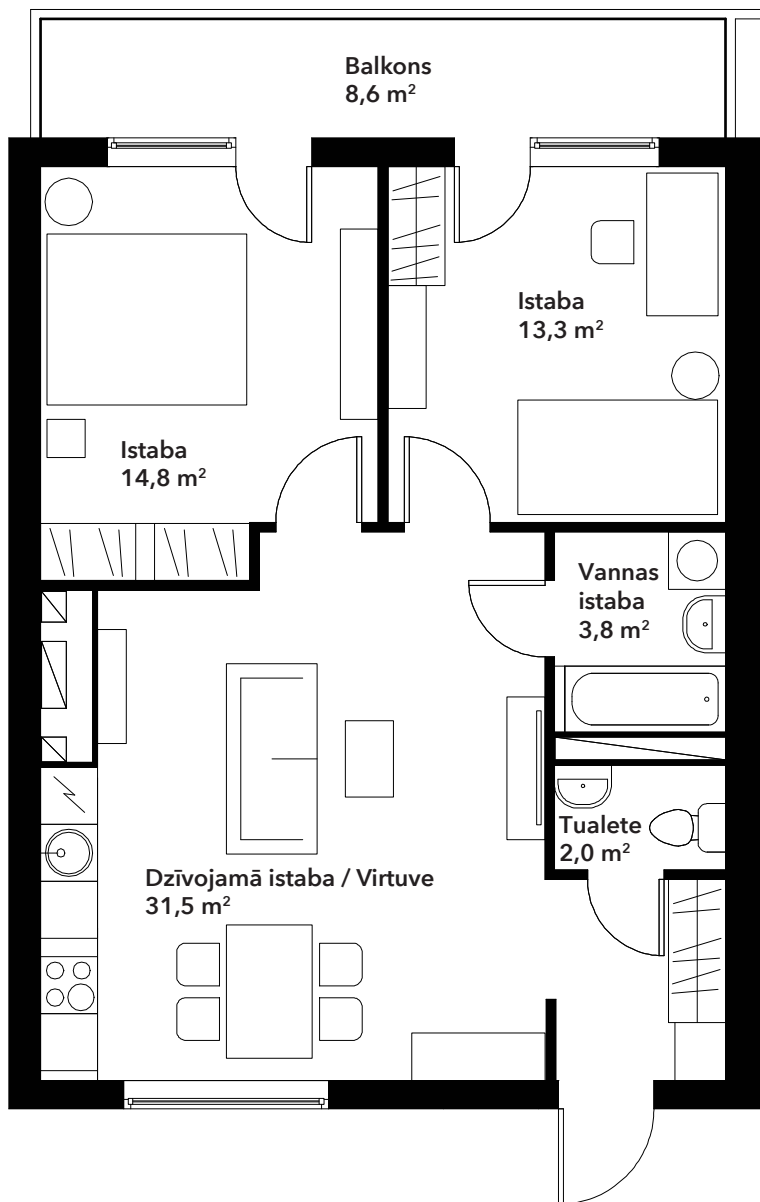 Balkons
8,6 m²
Istaba
13,3 m²
Istaba
14,8 m²
Vannas
istaba
3,8 m²
Tualete
2,0 m²
Dzīvojamā istaba / Virtuve
31,5 m²